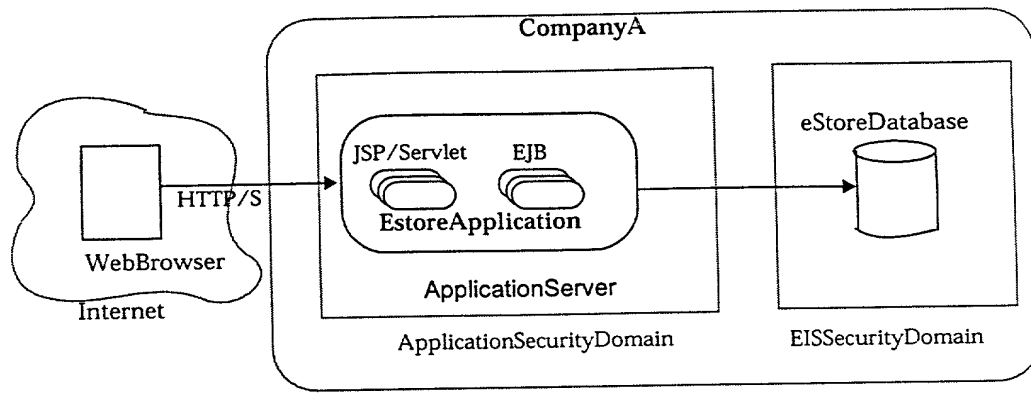 CompanyA
eStoreDatabase
JSP/Servlet
EJB
HTTP/S
EstoreApplication
WebBrowser
ApplicationServer
Internet
ApplicationSecurityDomain
EISSecurityDomain